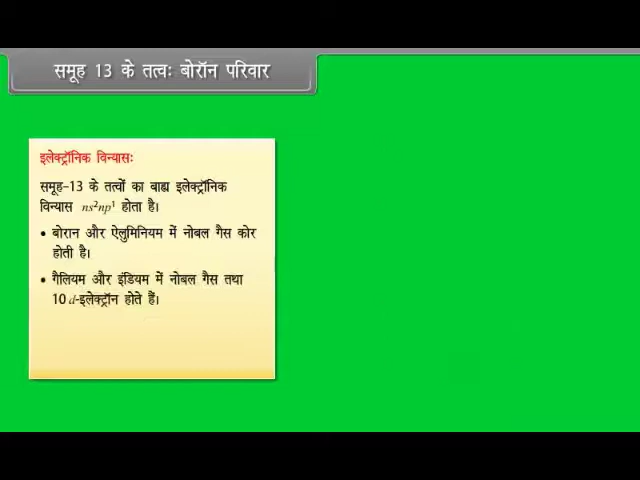 समूह 13 के तत्व: बोरॉन परिवार
इलेक्ट्रॉनिक विन्यास:
समूह-13 के तत्वों का बाह्य इलेक्ट्रॉनिक
विन्यास ns²np¹ होता है।
• बोरान और ऐलुमिनियम में नोबल गैस कोर
होती है।
• गैलियम और इंडियम में नोबल गैस तथा
10 d-इलेक्ट्रॉन होते हैं।